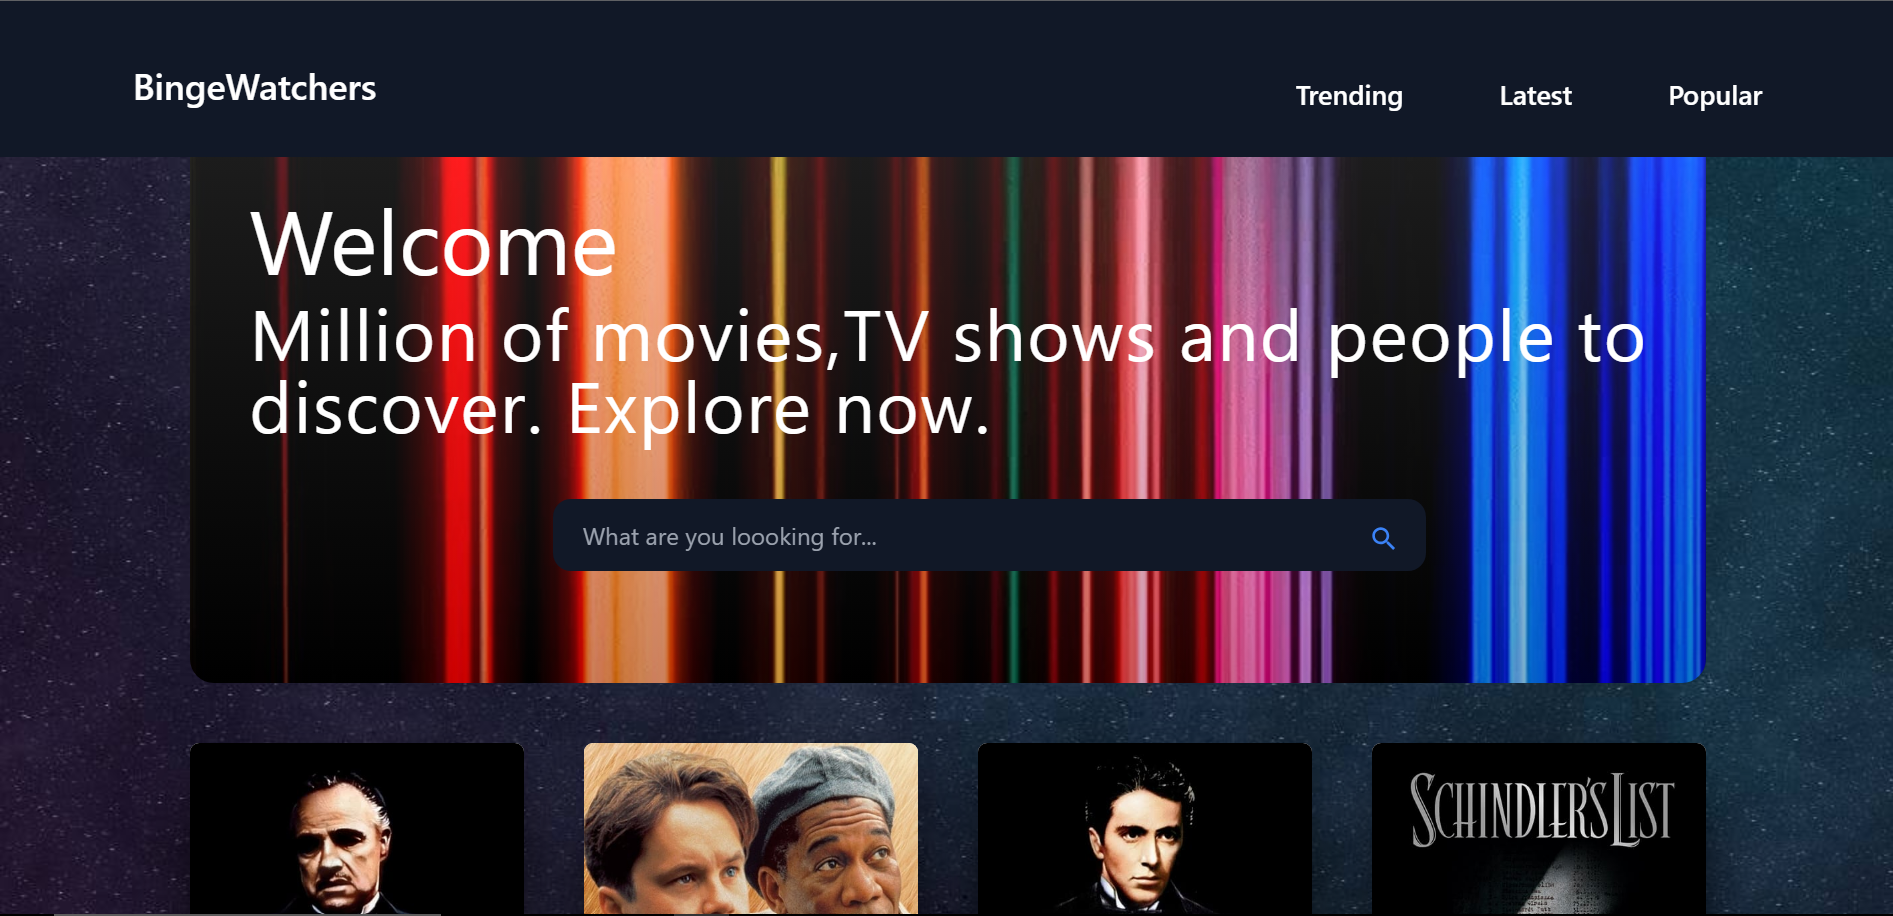 BingeWatchers
Trending Latest Popular
Welcome
Million of movies,TV shows and people to
discover. Explore now.
What are you loooking for...
SCHINDLER'S LIST